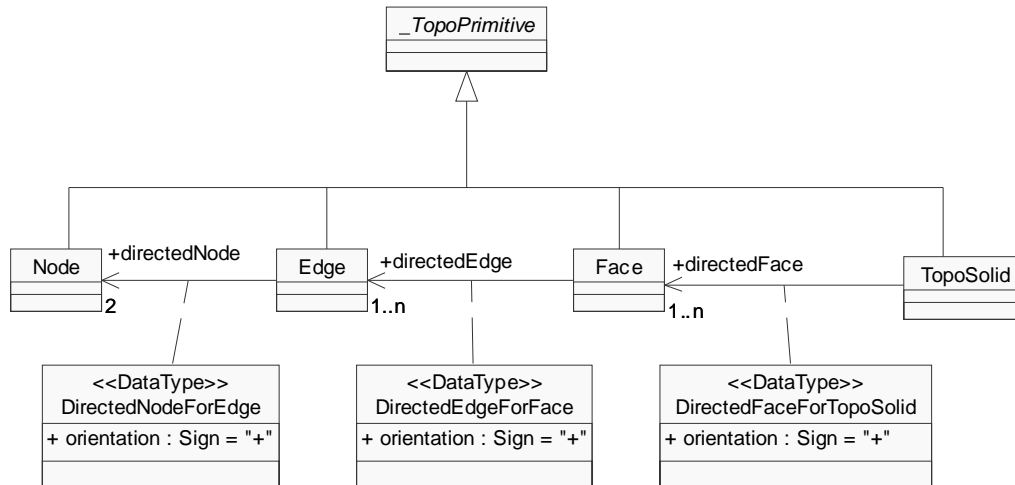 _TopoPrimitive
+directedNode
+directedEdge
+directedFace
Node
Edge
Face
TopoSolid
2
1..n
1..n
<<DataType>>
DirectedNodeForEdge
+ orientation : Sign = "+"
<<DataType>>
DirectedEdgeForFace
+ orientation : Sign = "+"
<<DataType>>
DirectedFaceForTopoSolid
+ orientation : Sign = "+"